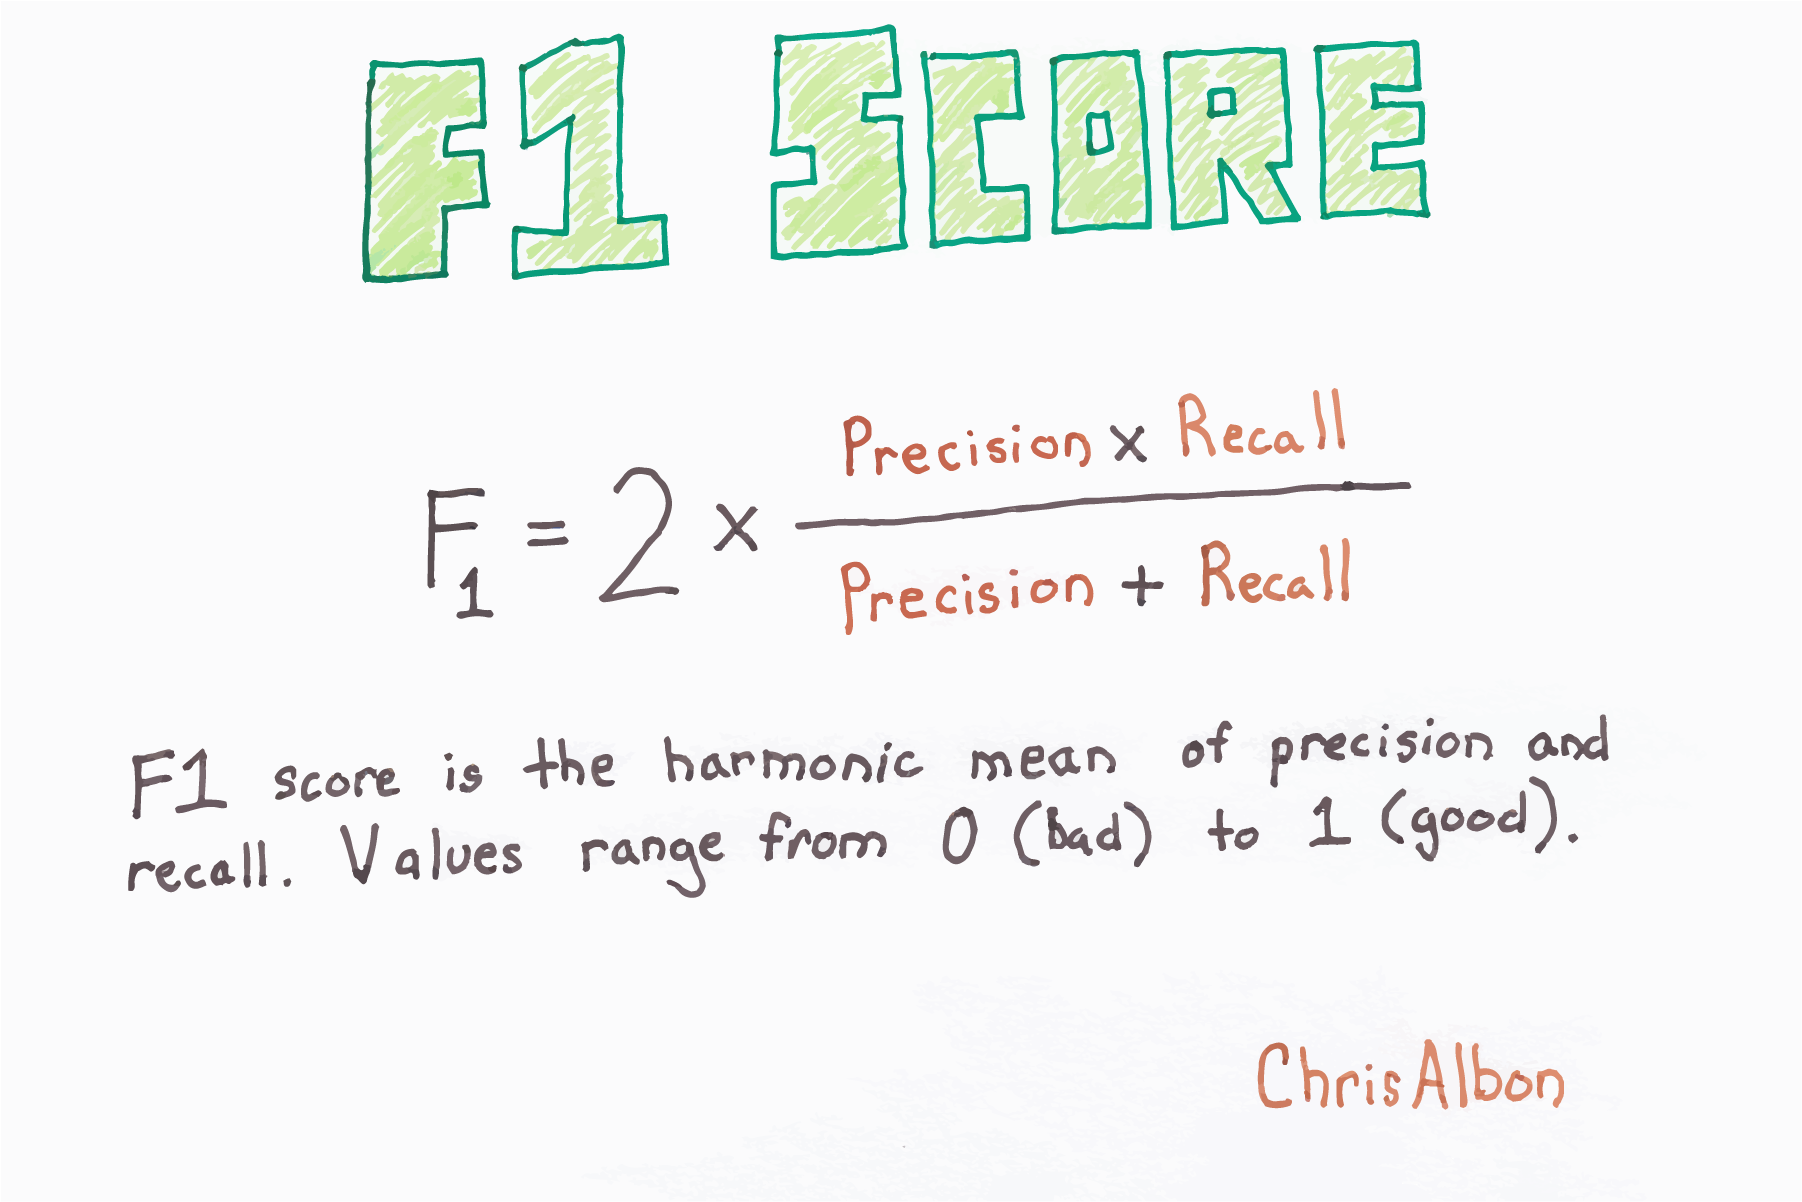 F1 SCORE
Precision x Recall
F1 = 2 x
Precision + Recall
F1 score is the harmonic mean of precision and
recall. Values range from 0 (bad) to 1 (good).
Chris Albon